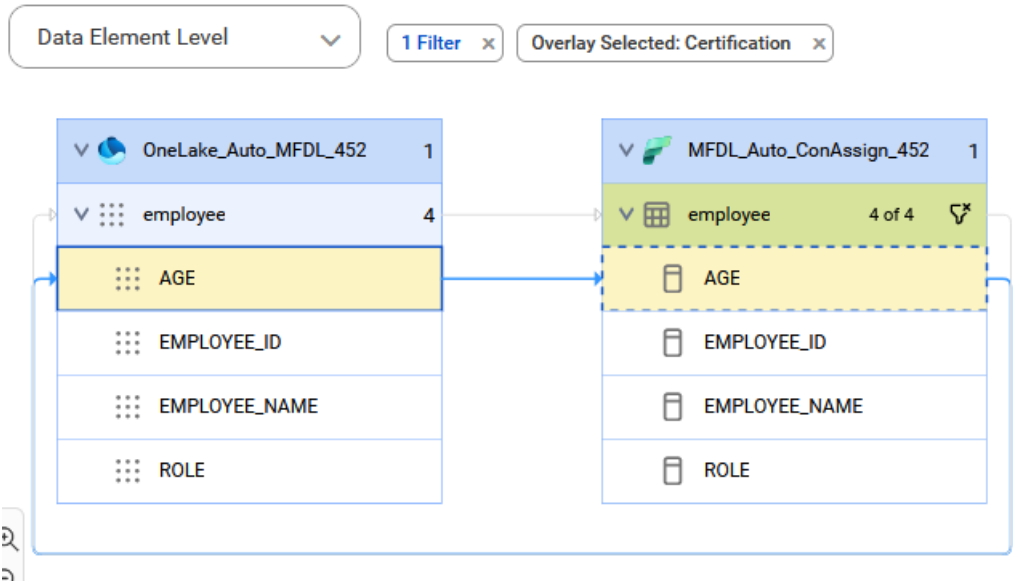 Data Element Level 1 Filter × Overlay Selected: Certification ×
OneLake_Auto_MFDL_452 1 MFDL_Auto_ConAssign_452 1
employee 4 employee 4 of 4
AGE AGE
EMPLOYEE_ID EMPLOYEE_ID
EMPLOYEE_NAME EMPLOYEE_NAME
ROLE ROLE